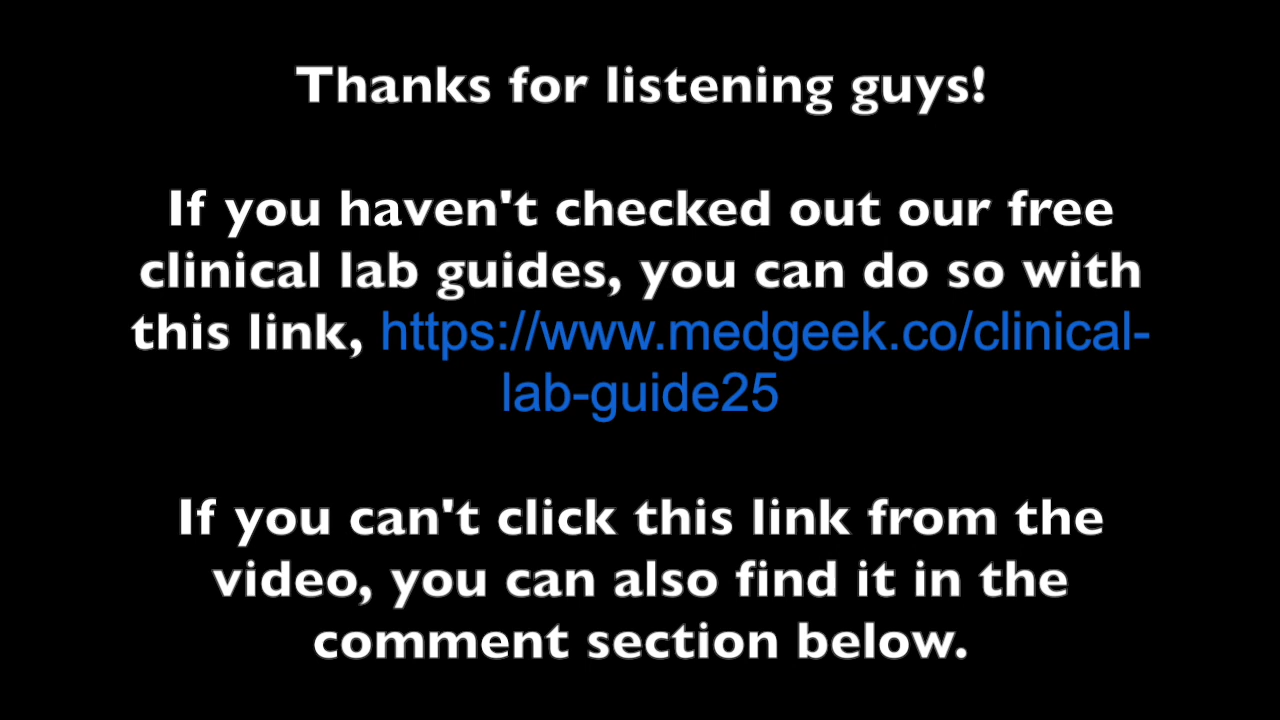 Thanks for listening guys!
If you haven't checked out our free
clinical lab guides, you can do so with
this link, https://www.medgeek.co/clinical-
lab-guide25
If you can't click this link from the
video, you can also find it in the
comment section below.